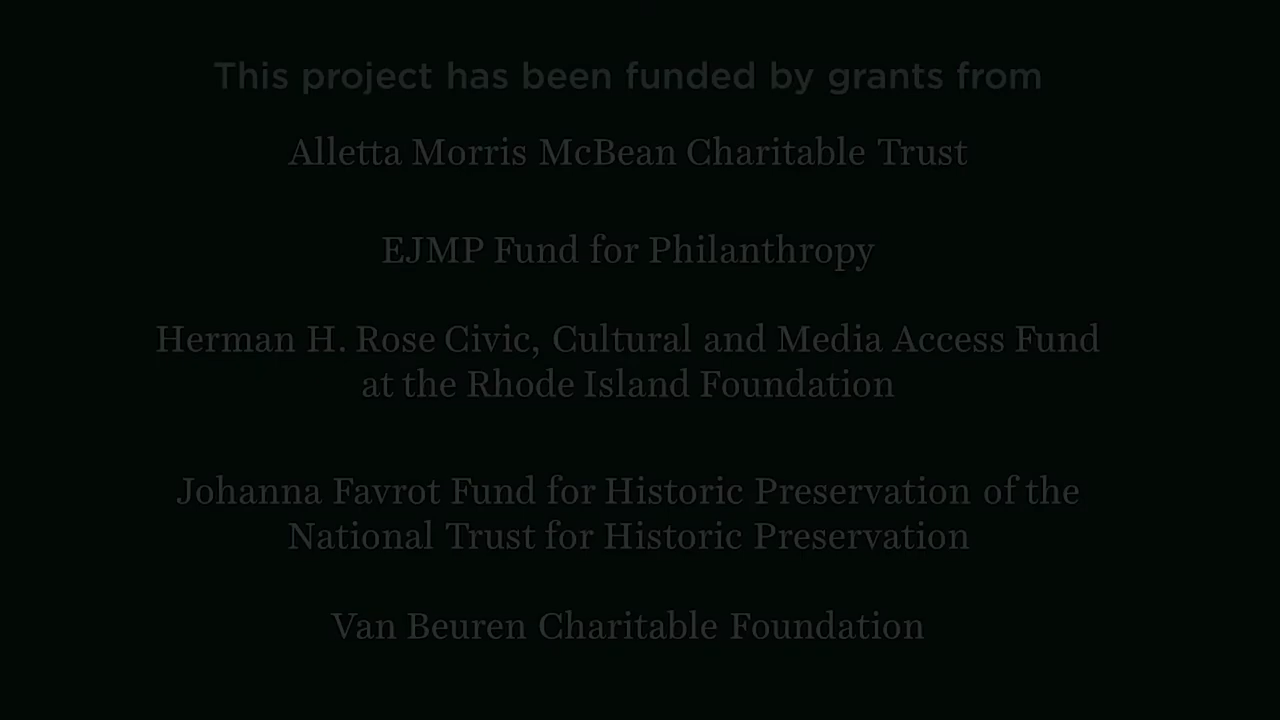 This project has been funded by grants from
Alletta Morris McBean Charitable Trust
EJMP Fund for Philanthropy
Herman H. Rose Civic, Cultural and Media Access Fund
at the Rhode Island Foundation
Johanna Favrot Fund for Historic Preservation of the
National Trust for Historic Preservation
Van Beuren Charitable Foundation